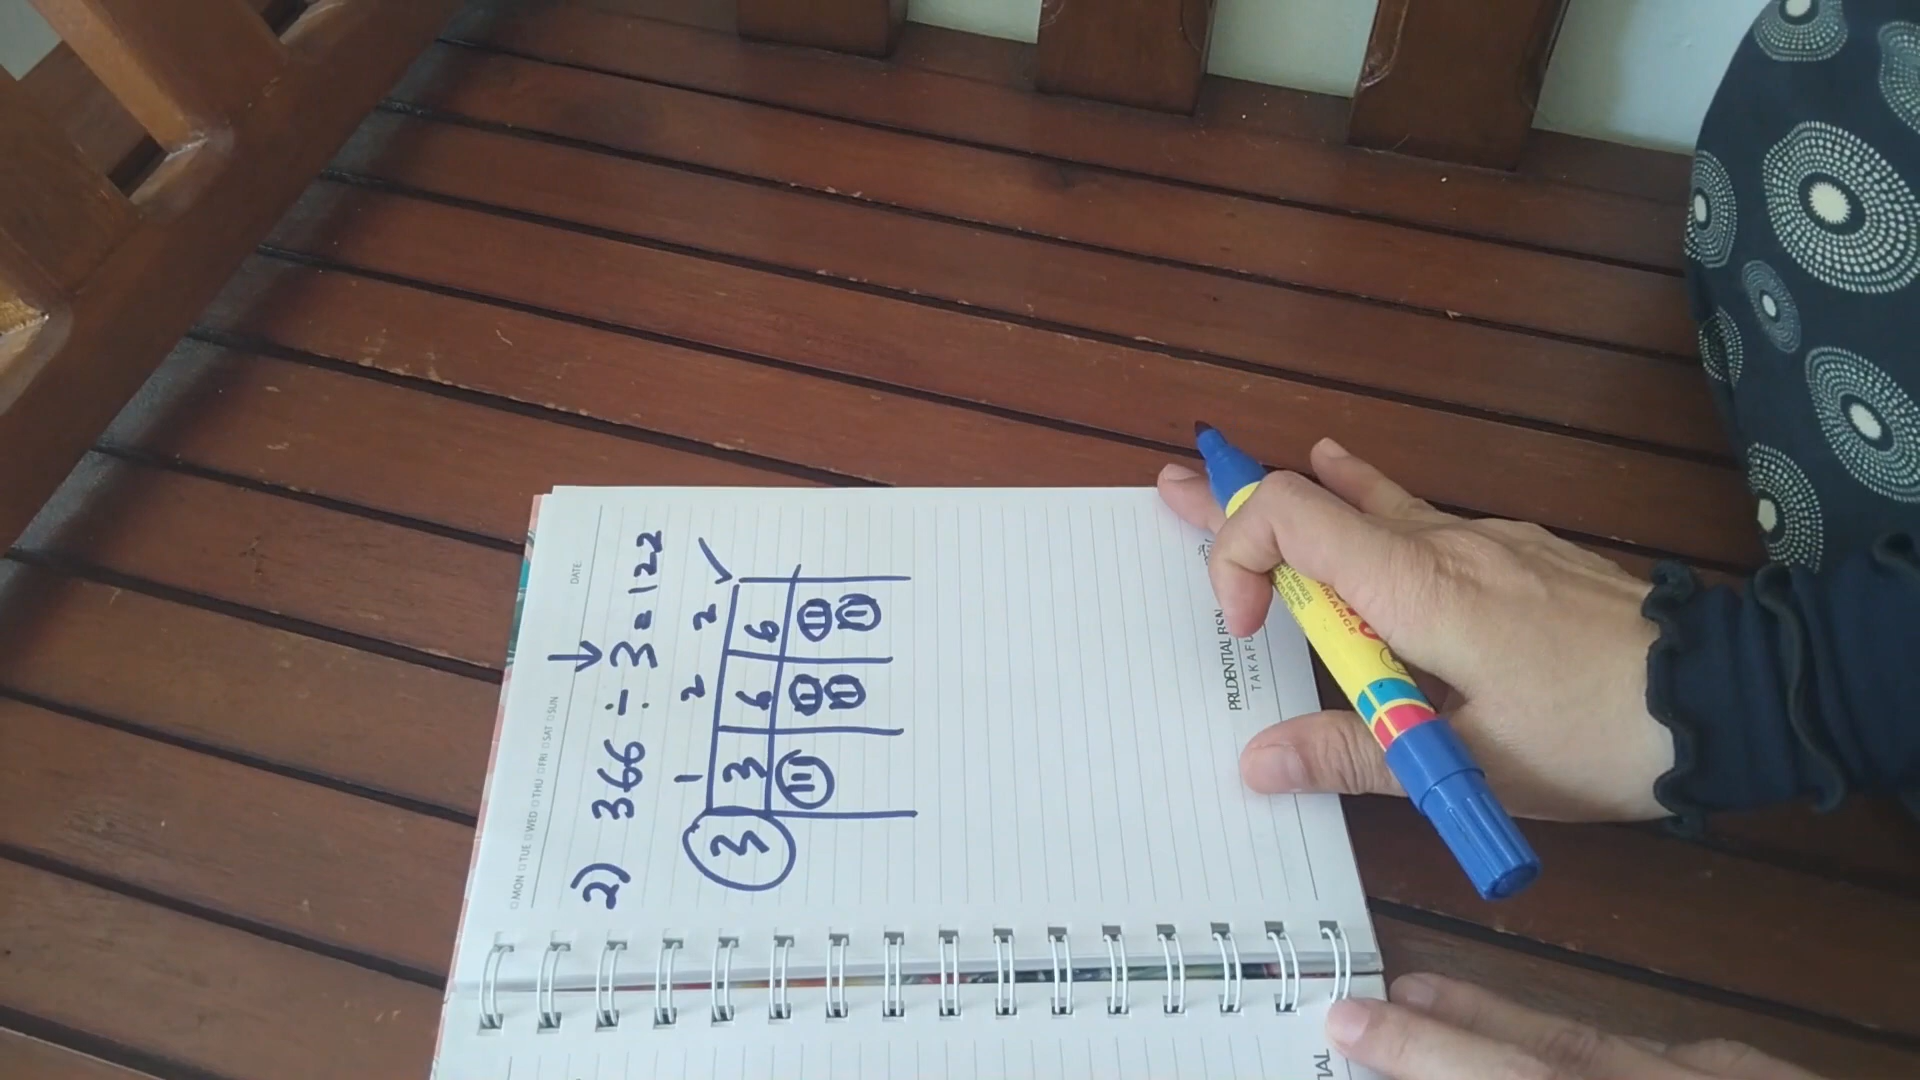 DATE:
□MON □TUE □WED □THU □FRI □SAT □SUN
2) 366 ÷ 3 = 122
1 2 2
3 3 6 6
PRUDENTIAL BSN
TAKAFU